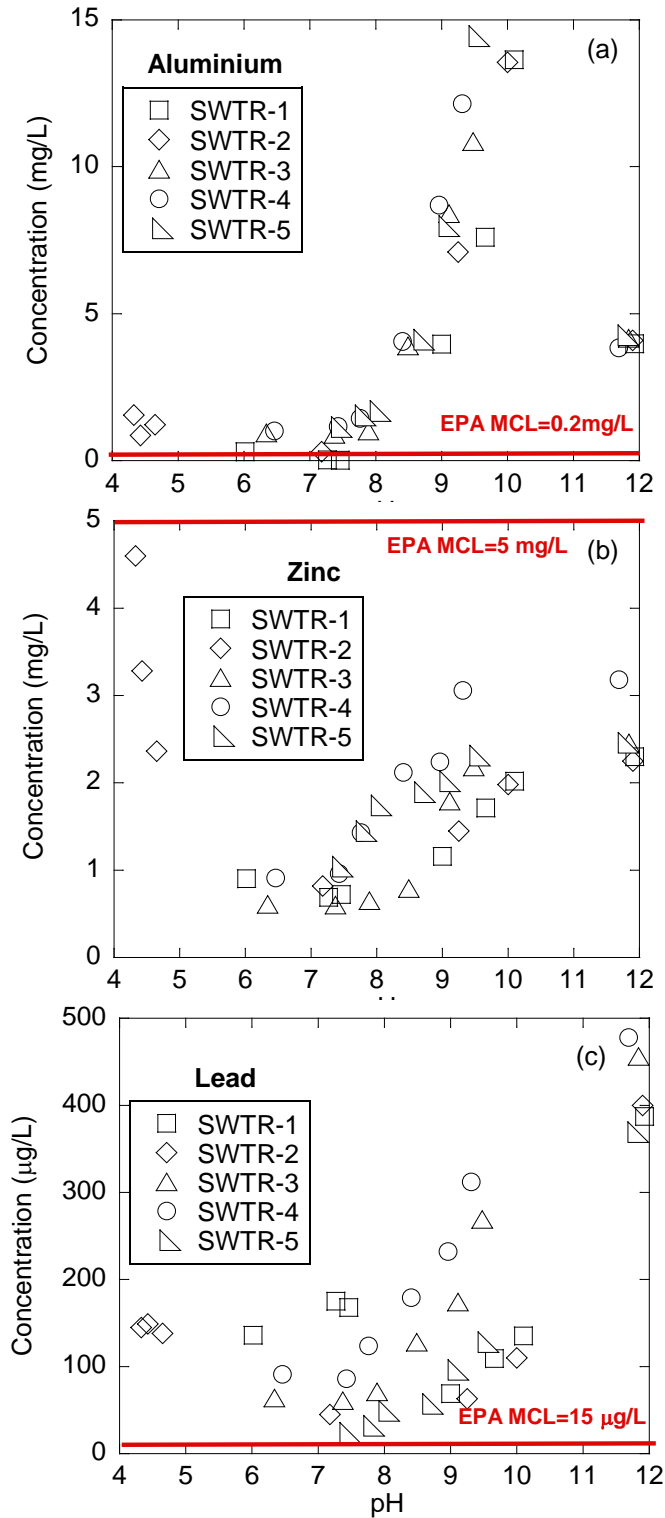 15
(a)
Aluminium
SWTR-1
SWTR-2
SWTR-3
SWTR-4
SWTR-5
10
Concentration (mg/L)
5
EPA MCL=0.2mg/L
0
4 5 6 7 8 9 10 11 12
5
EPA MCL=5 mg/L
(b)
Zinc
4
SWTR-1
SWTR-2
SWTR-3
SWTR-4
SWTR-5
3
Concentration (mg/L)
2
1
0
4 5 6 7 8 9 10 11 12
500
(c)
Lead
400
SWTR-1
SWTR-2
SWTR-3
SWTR-4
SWTR-5
300
Concentration (μg/L)
200
100
EPA MCL=15 μg/L
0
4 5 6 7 8 9 10 11 12
pH